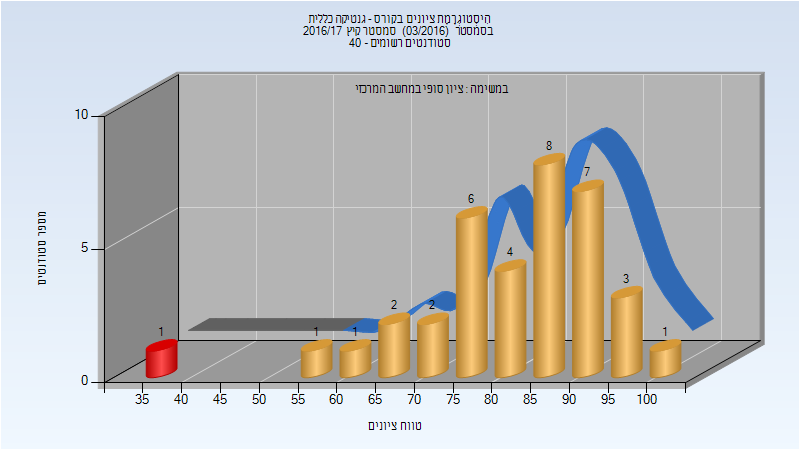 היסטוגרמת ציונים בקורס - גנטיקה כללית
בסמסטר (03/2016) סמסטר קיץ 2016/17
סטודנטים רשומים - 40
במשימה : ציון סופי במחשב המרכזי
10
5
0
מספר סטודנטים
1
1
1
2
2
6
4
8
7
3
1
35 40 45 50 55 60 65 70 75 80 85 90 95 100
טווח ציונים